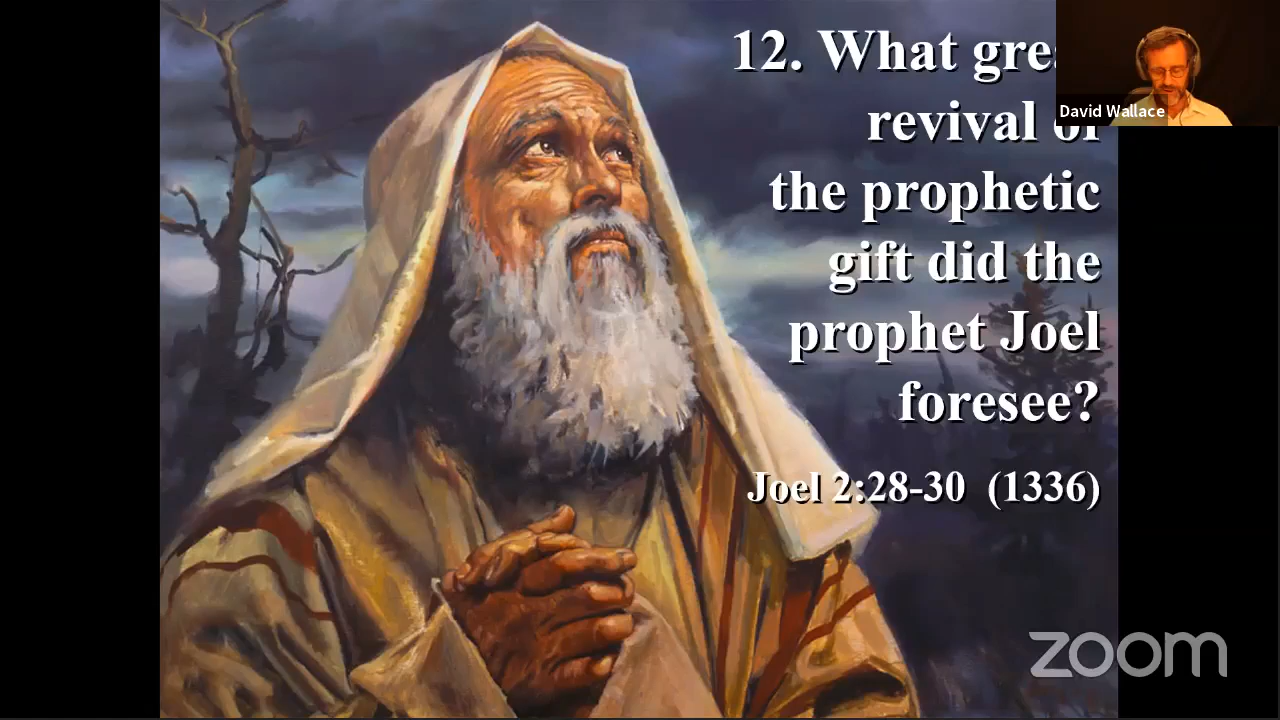 12. What
revival
the prophetic
gift did the
prophet Joel
foresee?
Joel 2:28-30 (1336)
David Wallace
zoom